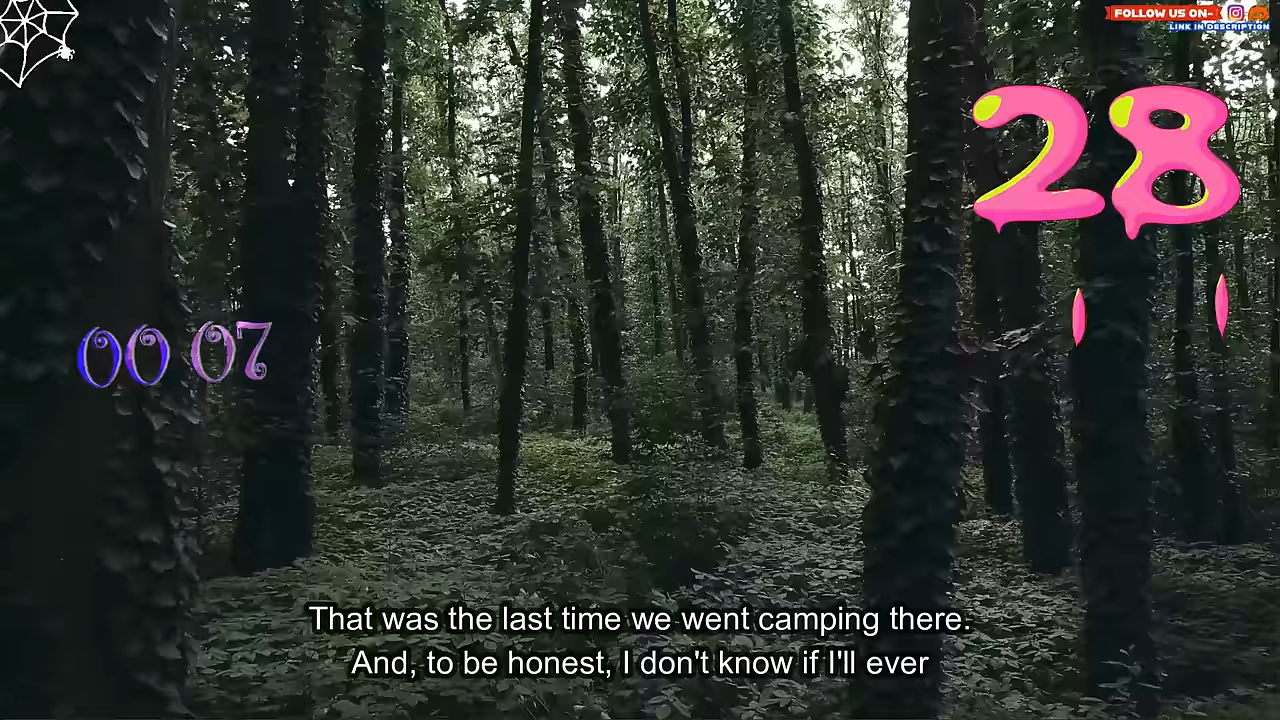 FOLLOW US ON-
LINK IN DESCRIPTION
28
00 07
That was the last time we went camping there.
And, to be honest, I don't know if I'll ever